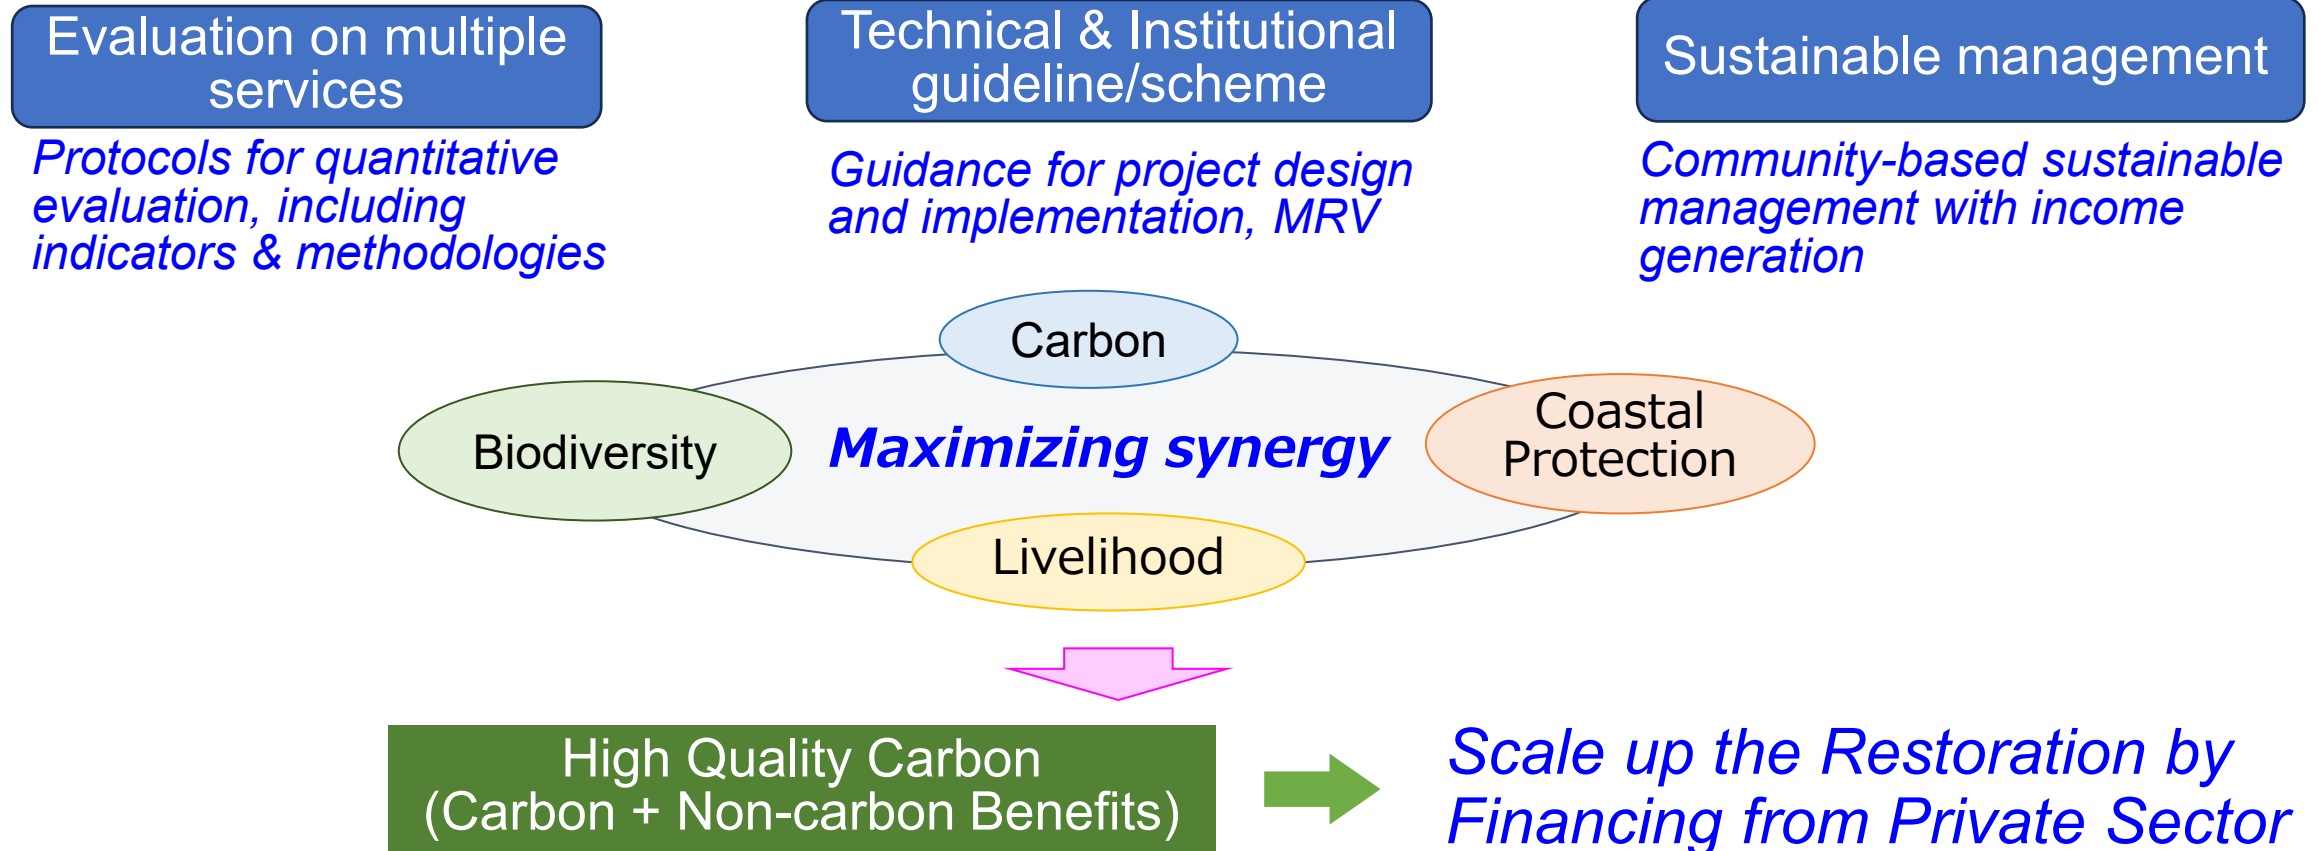 Evaluation on multiple
services
Protocols for quantitative
evaluation, including
indicators & methodologies
Technical & Institutional
guideline/scheme
Guidance for project design
and implementation, MRV
Sustainable management
Community-based sustainable
management with income
generation
Carbon
Biodiversity
Maximizing synergy
Coastal
Protection
Livelihood
High Quality Carbon
(Carbon + Non-carbon Benefits)
Scale up the Restoration by
Financing from Private Sector